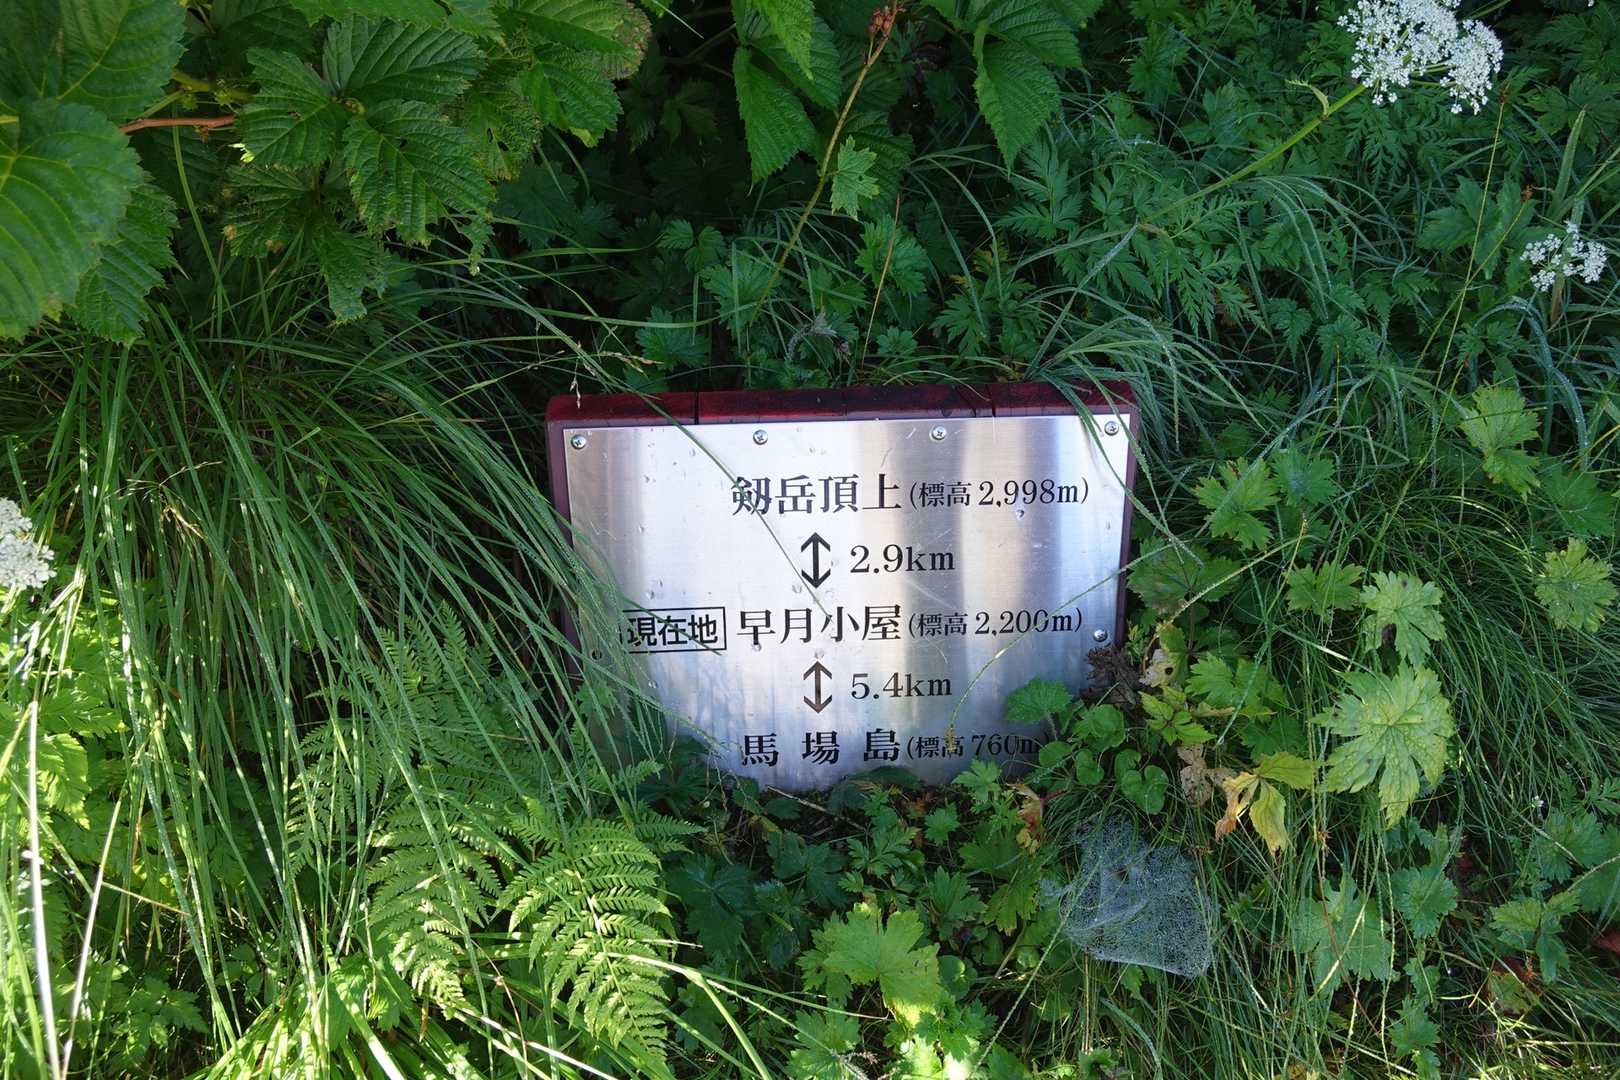 剱岳頂上(標高2,998m)
2.9km
現在地 早月小屋(標高2,200m)
5.4km
馬場島(標高760m)